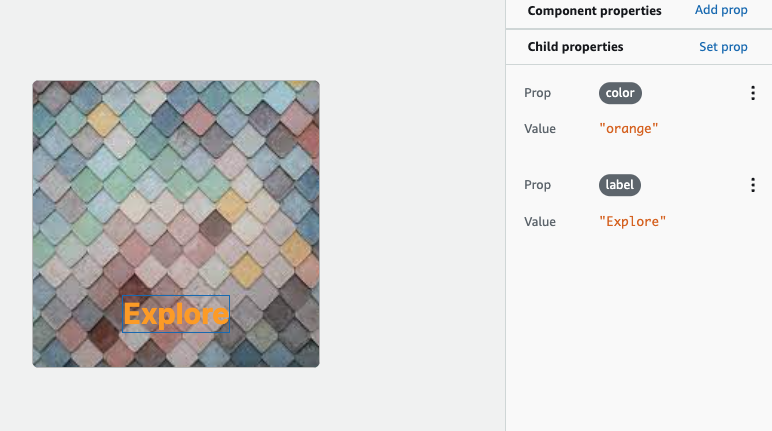 Component properties Add prop
Child properties Set prop
Prop color
Value "orange"
Prop label
Value "Explore"
Explore